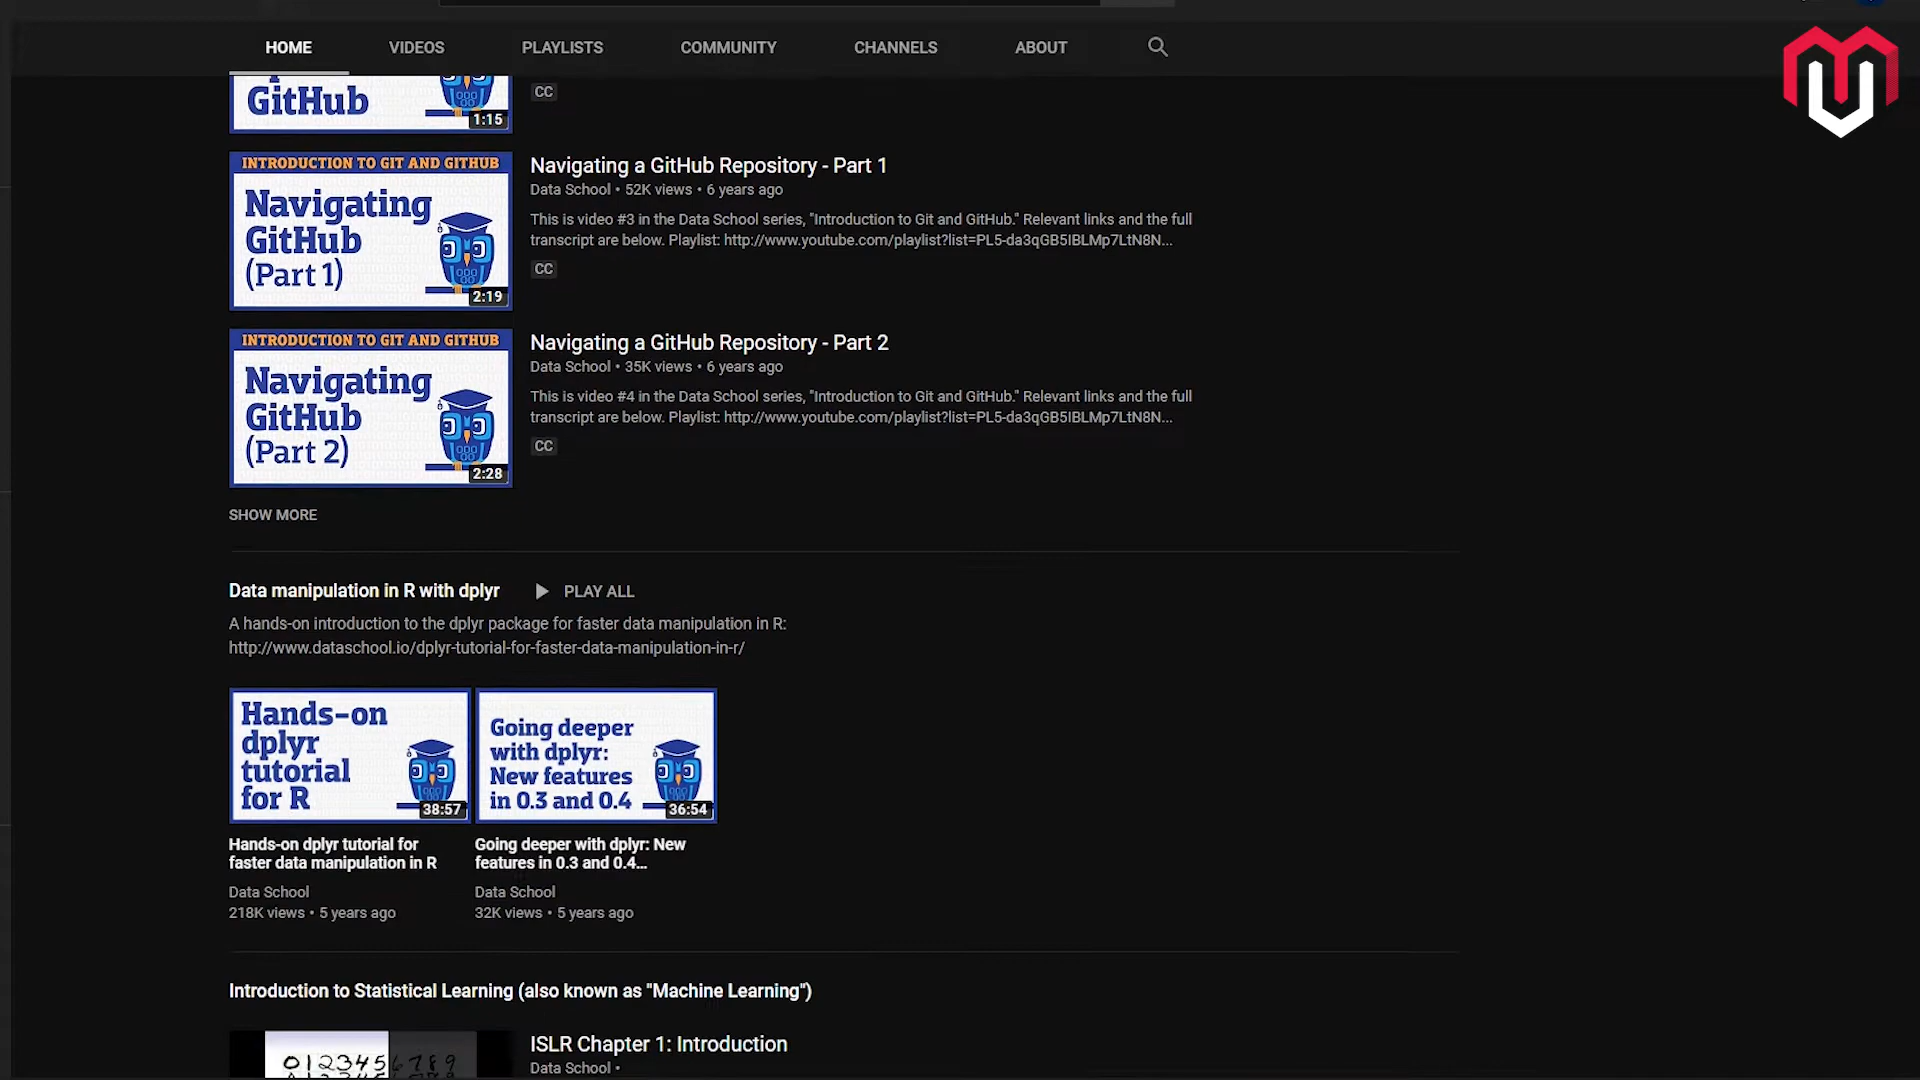 HOME VIDEOS PLAYLISTS COMMUNITY CHANNELS ABOUT
GitHub
1:15
CC
INTRODUCTION TO GIT AND GITHUB
Navigating
GitHub
(Part 1)
2:19
Navigating a GitHub Repository - Part 1
Data School • 52K views • 6 years ago
This is video #3 in the Data School series, "Introduction to Git and GitHub." Relevant links and the full
transcript are below. Playlist: http://www.youtube.com/playlist?list=PL5-da3qGB5IBLMp7LtN8N...
CC
INTRODUCTION TO GIT AND GITHUB
Navigating
GitHub
(Part 2)
2:28
Navigating a GitHub Repository - Part 2
Data School • 35K views • 6 years ago
This is video #4 in the Data School series, "Introduction to Git and GitHub." Relevant links and the full
transcript are below. Playlist: http://www.youtube.com/playlist?list=PL5-da3qGB5IBLMp7LtN8N...
CC
SHOW MORE
Data manipulation in R with dplyr PLAY ALL
A hands-on introduction to the dplyr package for faster data manipulation in R:
http://www.dataschool.io/dplyr-tutorial-for-faster-data-manipulation-in-r/
Hands-on
dplyr
tutorial
for R
38:57
Hands-on dplyr tutorial for
faster data manipulation in R
Data School
218K views • 5 years ago
Going deeper
with dplyr:
New features
in 0.3 and 0.4
36:54
Going deeper with dplyr: New
features in 0.3 and 0.4...
Data School
32K views • 5 years ago
Introduction to Statistical Learning (also known as "Machine Learning")
0123456789
ISLR Chapter 1: Introduction
Data School •